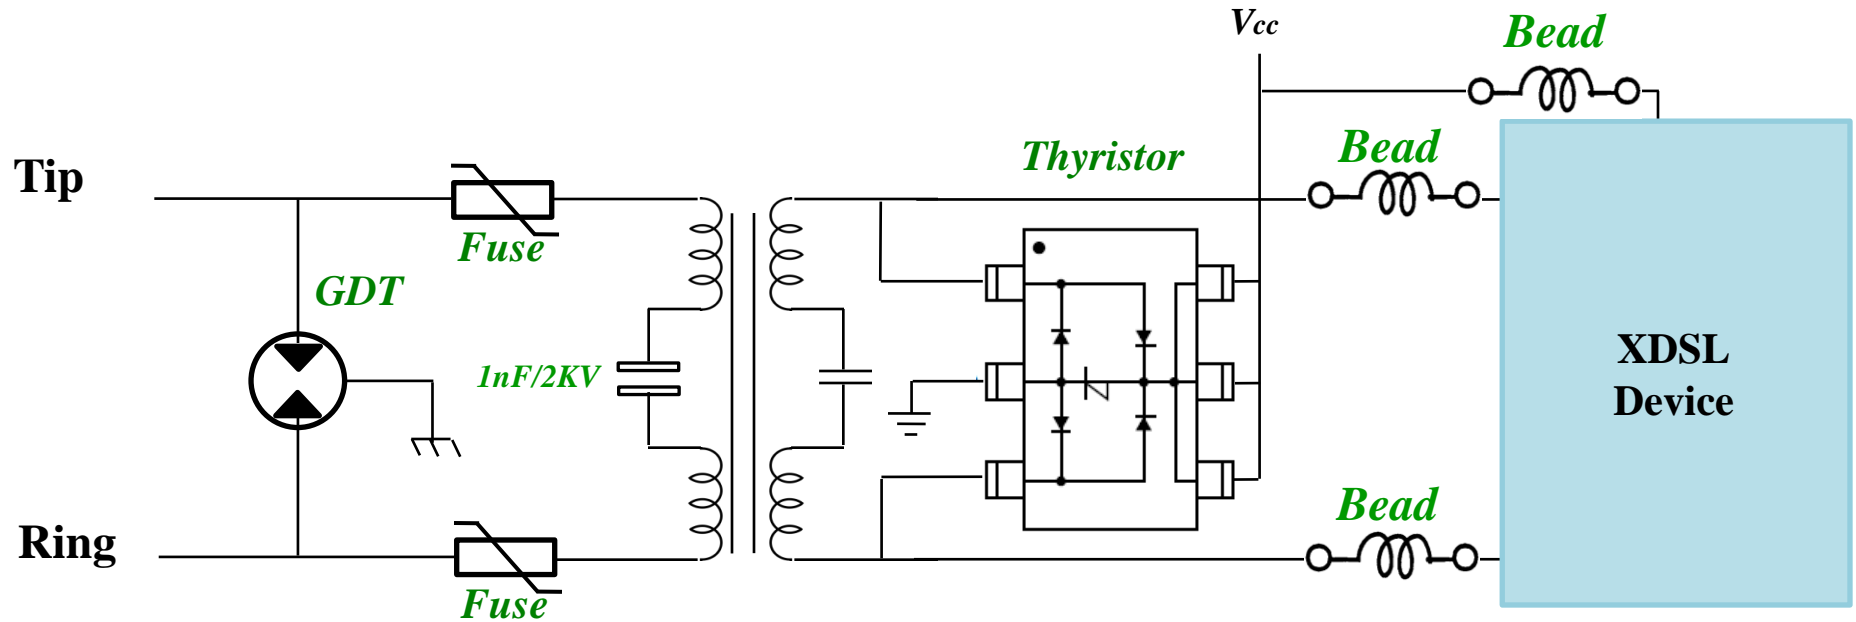 Vcc
Bead
Thyristor
Bead
Tip
Fuse
GDT
1nF/2KV
XDSL
Device
Bead
Ring
Fuse